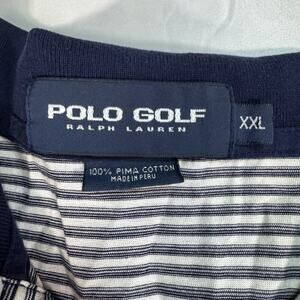 POLO GOLF
RALPH LAUREN
XXL
100% PIMA COTTON
MADE IN PERU